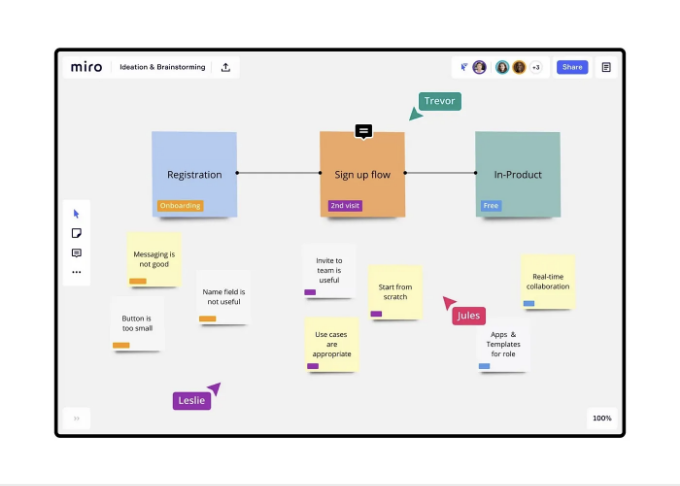 miro
Ideation & Brainstorming
+3
Share
Trevor
Registration
Onboarding
Sign up flow
2nd visit
In-Product
Free
Messaging is
not good
Name field is
not useful
Button is
too small
Invite to
team is
useful
Start from
scratch
Use cases
are
appropriate
Real-time
collaboration
Apps &
Templates
for role
Jules
Leslie
100%